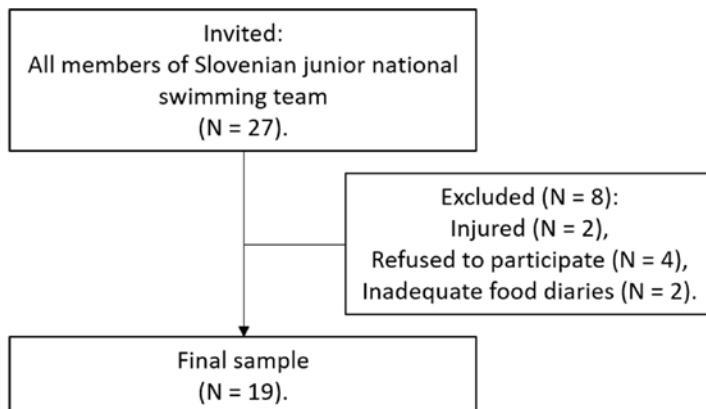 Invited:
All members of Slovenian junior national
swimming team
(N = 27).
Excluded (N = 8):
Injured (N = 2),
Refused to participate (N = 4),
Inadequate food diaries (N = 2).
Final sample
(N = 19).